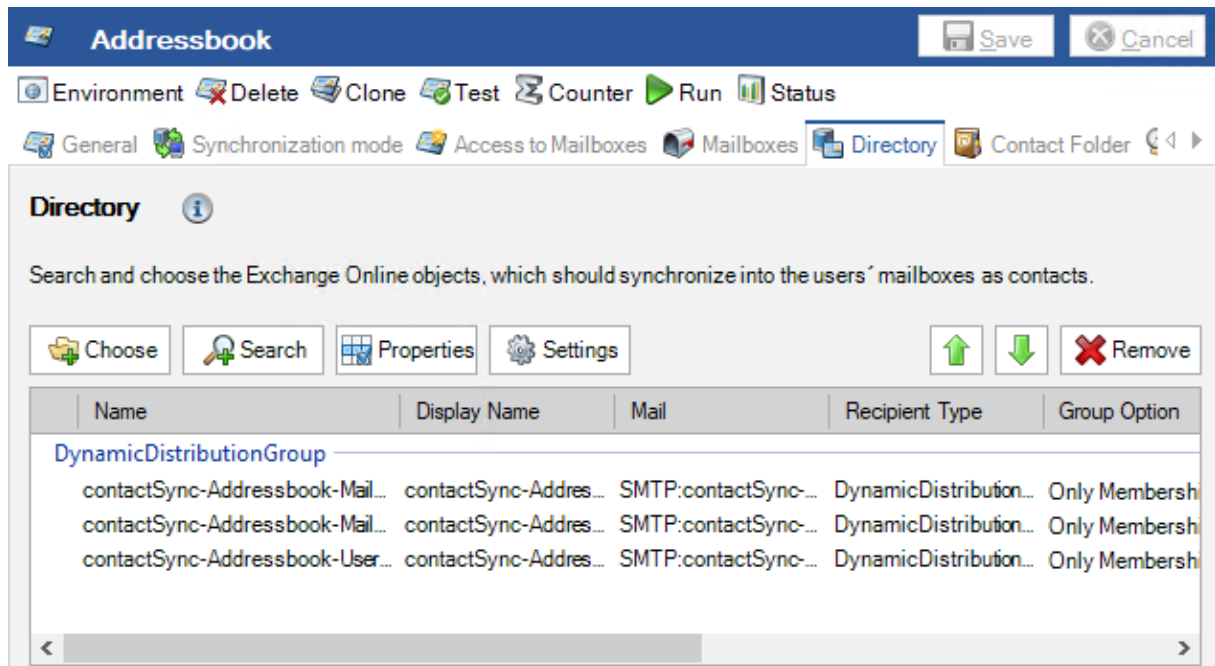 Addressbook Save Cancel
Environment Delete Clone Test Counter Run Status
General Synchronization mode Access to Mailboxes Mailboxes Directory Contact Folder
Directory
Search and choose the Exchange Online objects, which should synchronize into the users´ mailboxes as contacts.
Choose Search Properties Settings Remove
Name Display Name Mail Recipient Type Group Option
DynamicDistributionGroup
contactSync-Addressbook-Mail... contactSync-Addres... SMTP:contactSync-... DynamicDistribution... Only Membershi
contactSync-Addressbook-Mail... contactSync-Addres... SMTP:contactSync-... DynamicDistribution... Only Membershi
contactSync-Addressbook-User... contactSync-Addres... SMTP:contactSync-... DynamicDistribution... Only Membershi